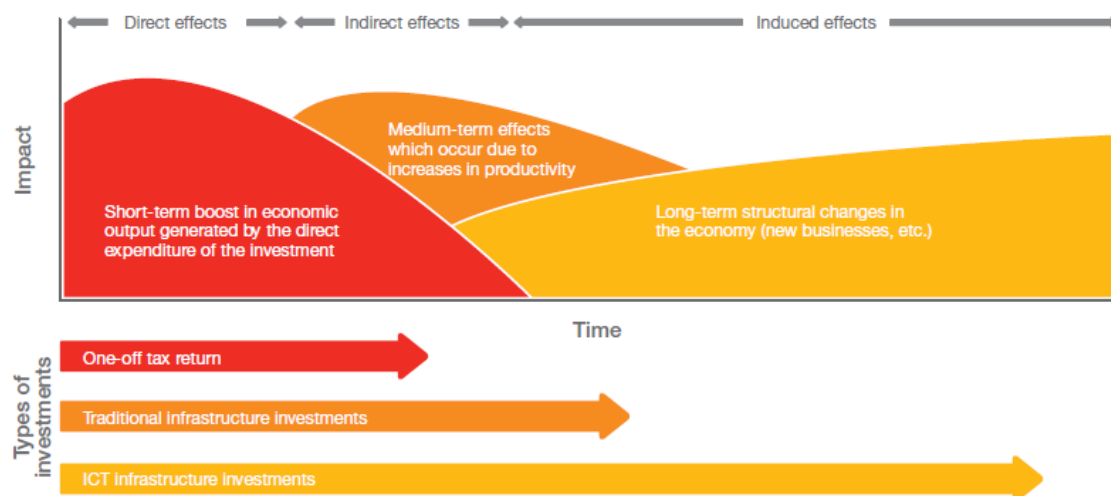 Direct effects
Indirect effects
Induced effects
Impact
Medium-term effects
which occur due to
increases in productivity
Short-term boost in economic
output generated by the direct
expenditure of the investment
Long-term structural changes in
the economy (new businesses, etc.)
Time
Types of
investments
One-off tax return
Traditional infrastructure investments
ICT infrastructure investments